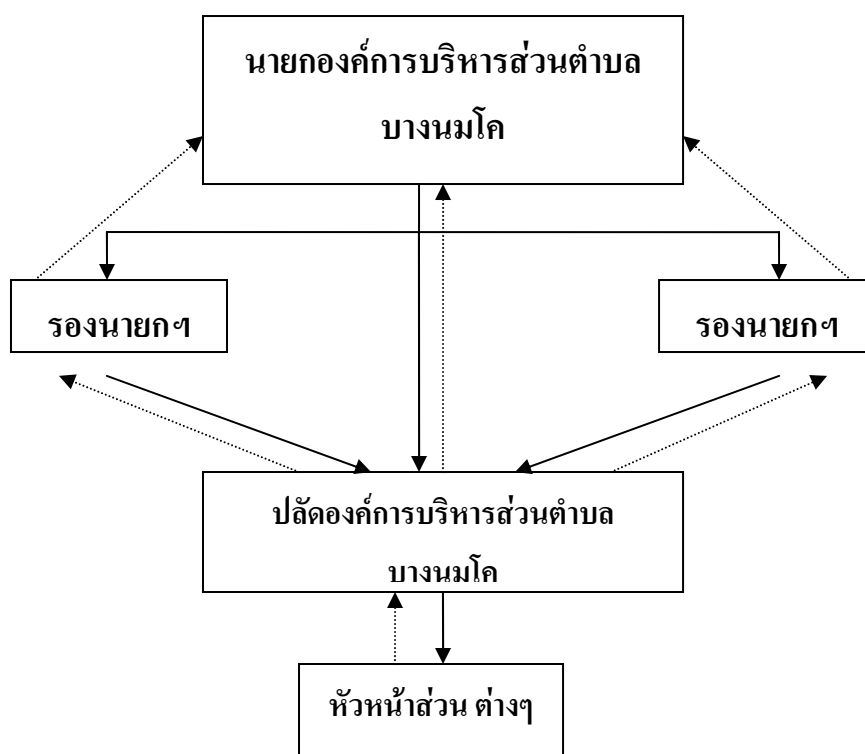 นายกองค์การบริหารส่วนตำบล
บางนมโค
รองนายกฯ
รองนายกฯ
ปลัดองค์การบริหารส่วนตำบล
บางนมโค
หัวหน้าส่วน ต่างๆ